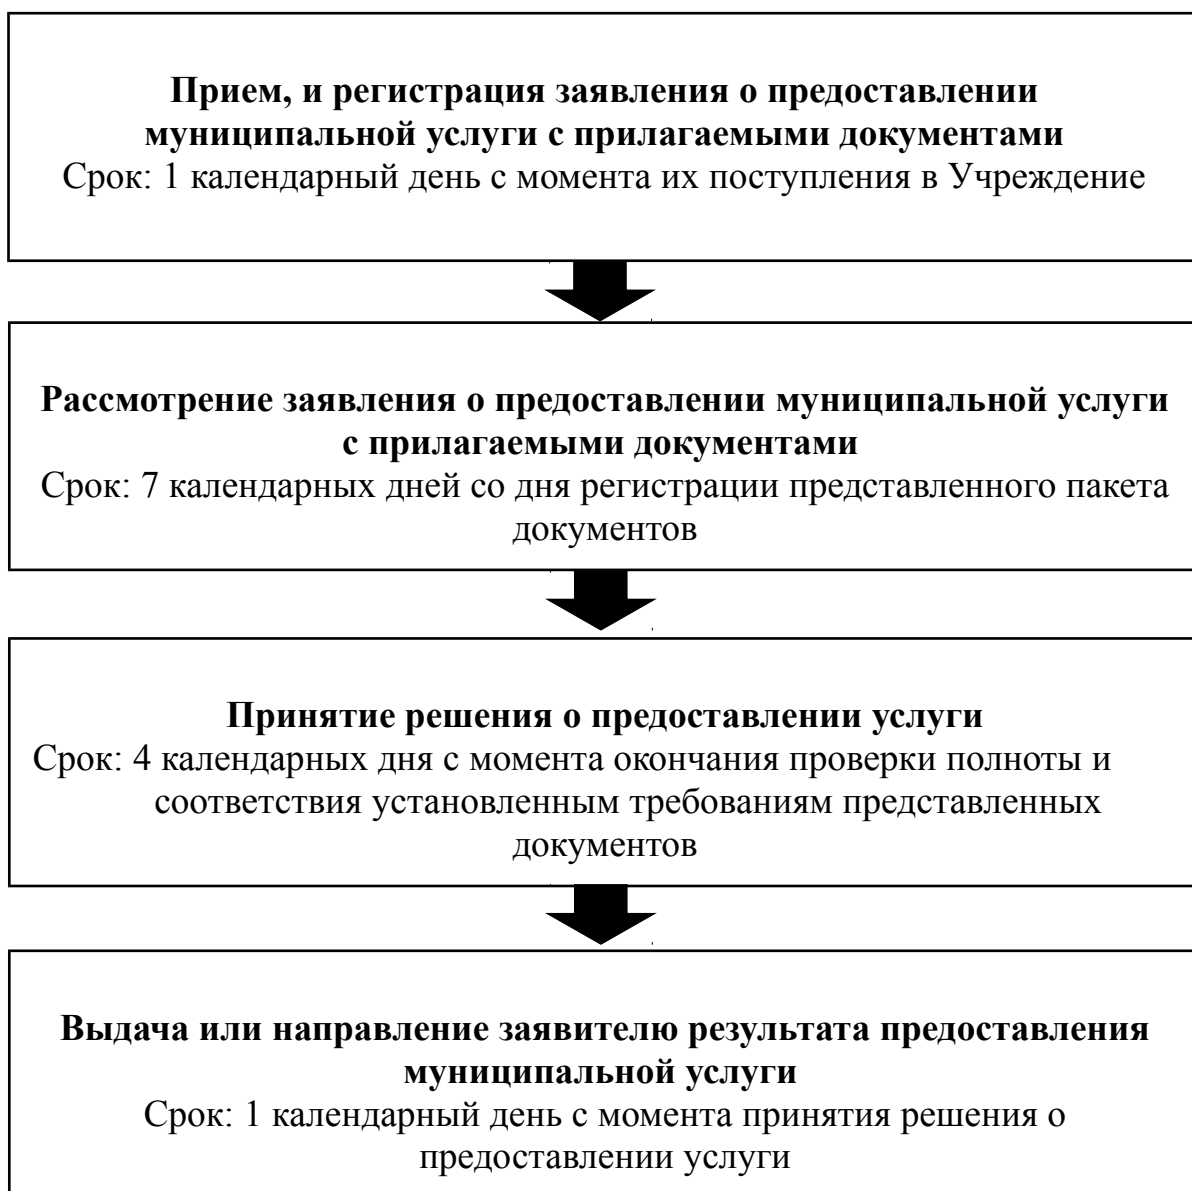 Прием, и регистрация заявления о предоставлении
муниципальной услуги с прилагаемыми документами
Срок: 1 календарный день с момента их поступления в Учреждение
Рассмотрение заявления о предоставлении муниципальной услуги
с прилагаемыми документами
Срок: 7 календарных дней со дня регистрации представленного пакета
документов
Принятие решения о предоставлении услуги
Срок: 4 календарных дня с момента окончания проверки полноты и
соответствия установленным требованиям представленных
документов
Выдача или направление заявителю результата предоставления
муниципальной услуги
Срок: 1 календарный день с момента принятия решения о
предоставлении услуги